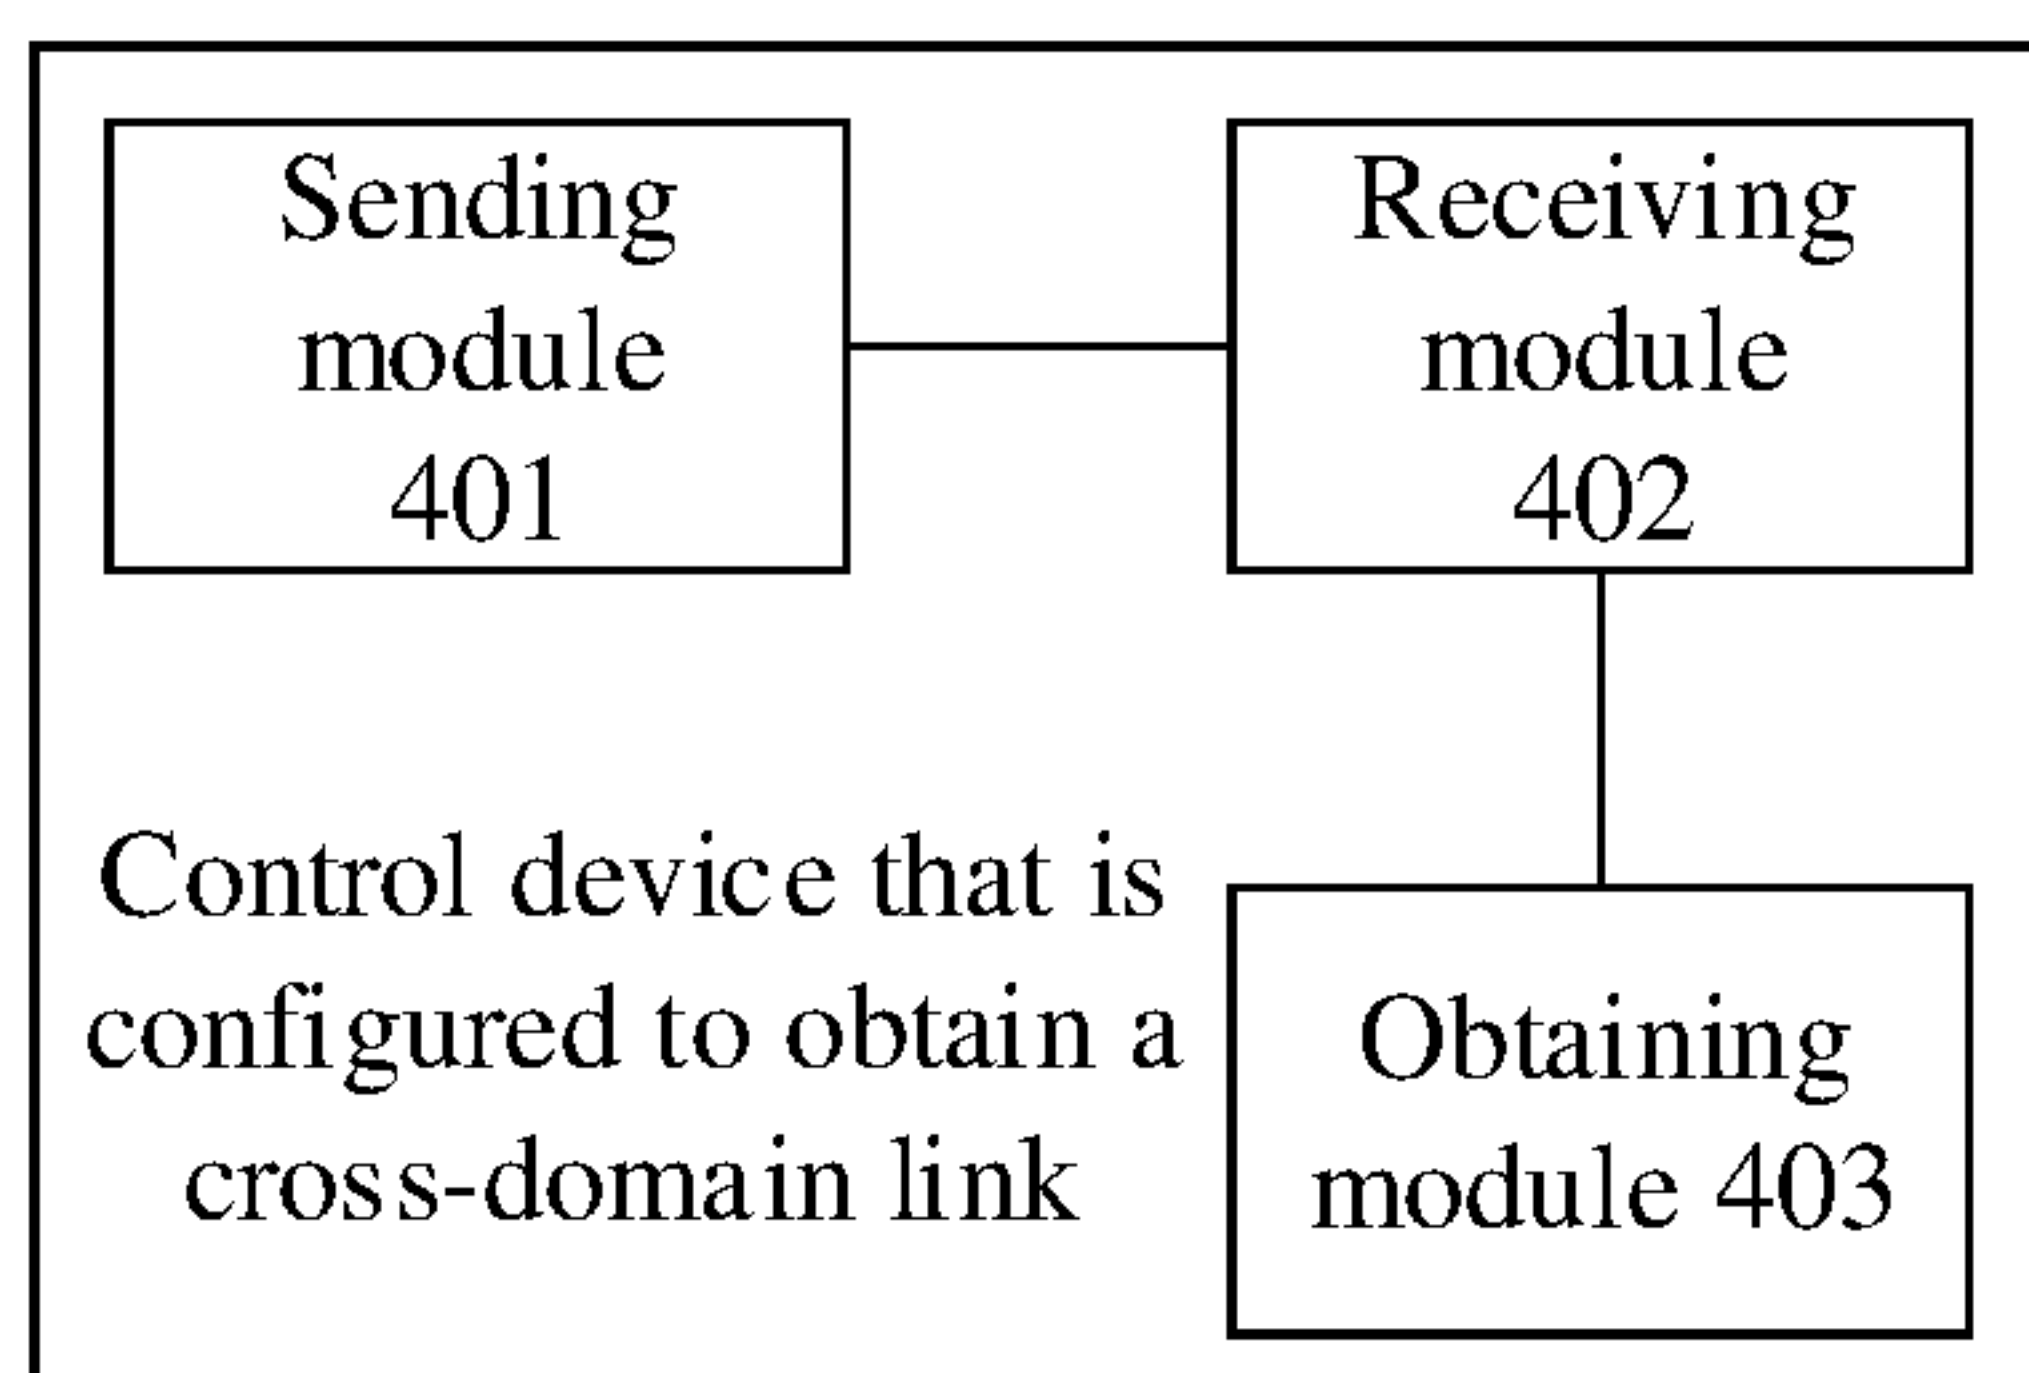 Sending
module
401
Receiving
module
402
Control device that is
configured to obtain a
cross-domain link
Obtaining
module 403